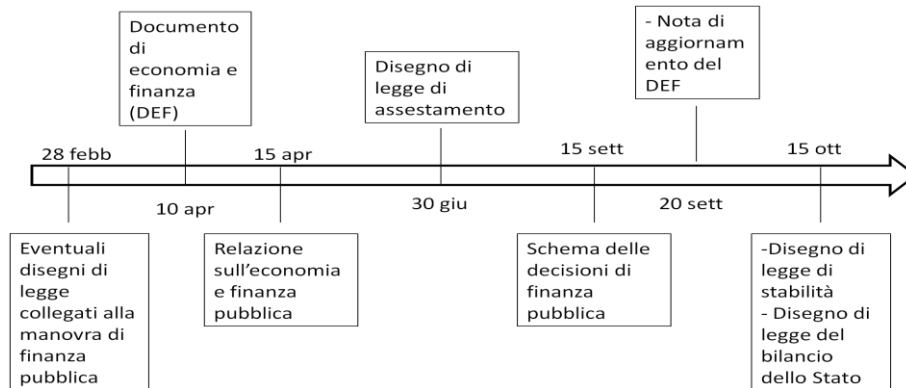 Documento
di
economia e
finanza
(DEF)
Disegno di
legge di
assestamento
- Nota di
aggiornam
ento del
DEF
28 febb
15 apr
15 sett
15 ott
10 apr
30 giu
20 sett
Eventuali
disegni di
legge
collegati alla
manovra di
finanza
pubblica
Relazione
sull’economia
e finanza
pubblica
Schema delle
decisioni di
finanza
pubblica
-Disegno di
legge di
stabilità
- Disegno di
legge del
bilancio
dello Stato